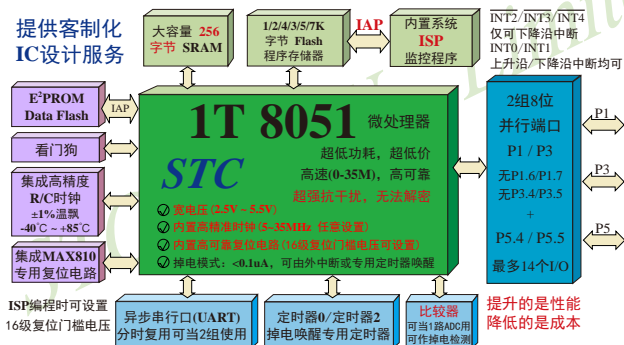 提供客制化
IC设计服务
大容量 256
字节 SRAM
1/2/4/3/5/7K
字节 Flash
程序存储器
IAP
内置系统
ISP
监控程序
INT2 / INT3 / INT4
仅可下降沿中断
INT0 / INT1
上升沿/下降沿中断均可
E²PROM
Data Flash
IAP
看门狗
集成高精度
R/C时钟
±1%温飘
-40℃ ~ +85℃
集成MAX810
专用复位电路
ISP编程时可设置
16级复位门槛电压
1T 8051 微处理器
STC
超低功耗，超低价
高速(0-35M)，高可靠
超强抗干扰，无法解密
宽电压(2.5V ~ 5.5V)
内置高精准时钟(5~35MHz 任意设置)
内置高可靠复位电路(16级复位门槛电压可设置)
掉电模式：<0.1uA，可由外中断或专用定时器唤醒
2组8位
并行端口
P1 / P3
无P1.6/P1.7
无P3.4/P3.5
+
P5.4 / P5.5
最多14个I/O
P1
P3
P5
异步串行口(UART)
分时复用可当2组使用
定时器0/定时器2
掉电唤醒专用定时器
比较器
可当1路ADC用
可作掉电检测
提升的是性能
降低的是成本